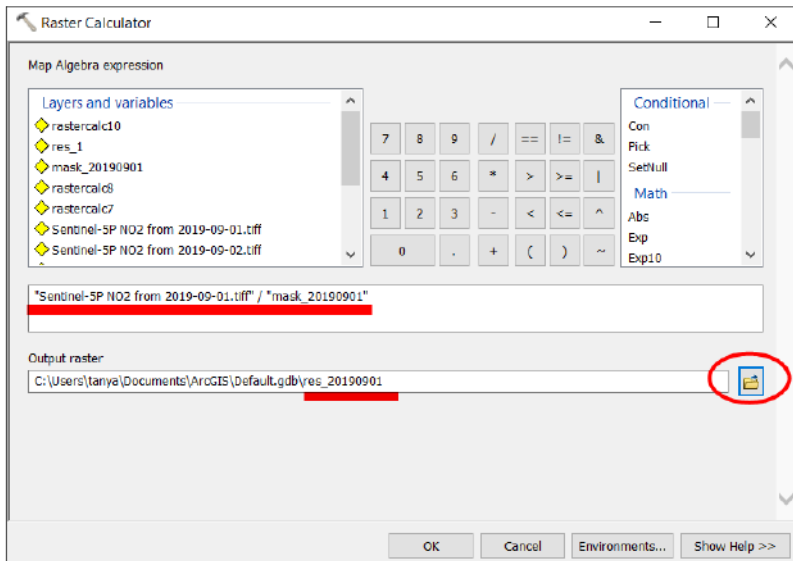 Raster Calculator
Map Algebra expression
Layers and variables
rastercalc10
res_1
mask_20190901
rastercalc8
rastercalc7
Sentinel-5P NO2 from 2019-09-01.tiff
Sentinel-5P NO2 from 2019-09-02.tiff
7 8 9 / == != &
4 5 6 * > >= |
1 2 3 - < <= ^
0 . + ( ) ~
Conditional
Con
Pick
SetNull
Math
Abs
Exp
Exp10
"Sentinel-5P NO2 from 2019-09-01.tiff" / "mask_20190901"
Output raster
C:\Users\tanya\Documents\ArcGIS\Default.gdb\res_20190901
OK Cancel Environments... Show Help >>